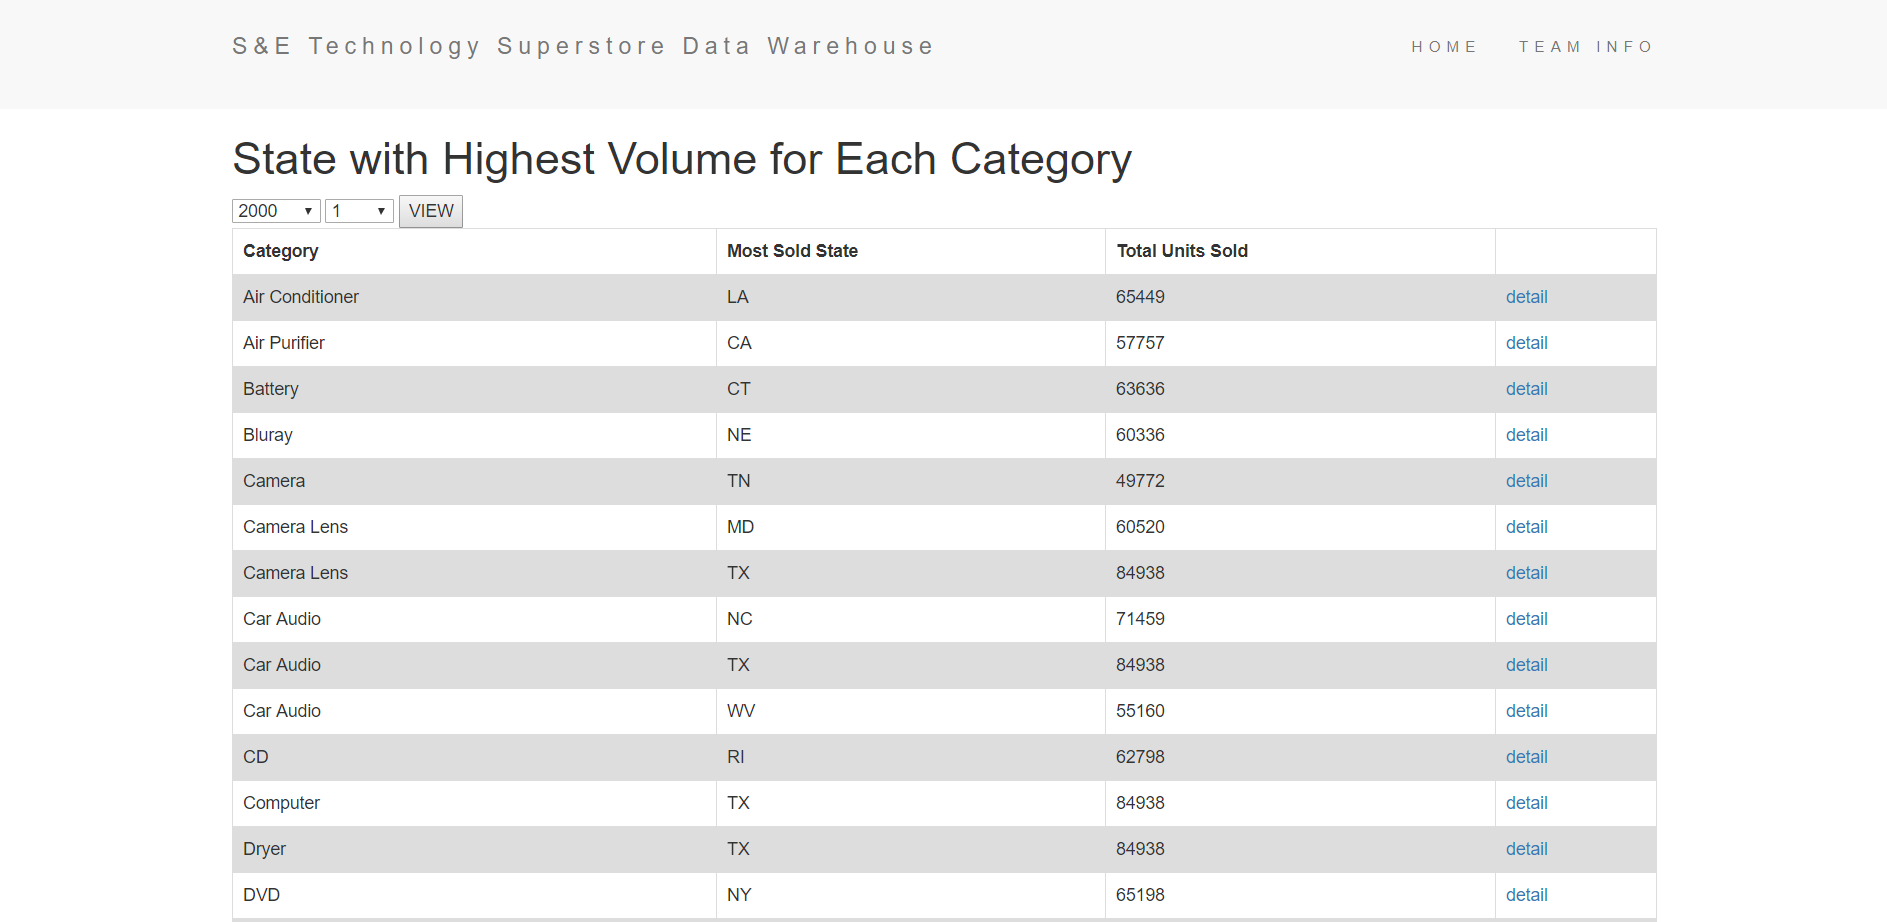 S&E Technology Superstore Data Warehouse HOME TEAM INFO
State with Highest Volume for Each Category
2000 1 VIEW
Category Most Sold State Total Units Sold
Air Conditioner LA 65449 detail
Air Purifier CA 57757 detail
Battery CT 63636 detail
Bluray NE 60336 detail
Camera TN 49772 detail
Camera Lens MD 60520 detail
Camera Lens TX 84938 detail
Car Audio NC 71459 detail
Car Audio TX 84938 detail
Car Audio WV 55160 detail
CD RI 62798 detail
Computer TX 84938 detail
Dryer TX 84938 detail
DVD NY 65198 detail